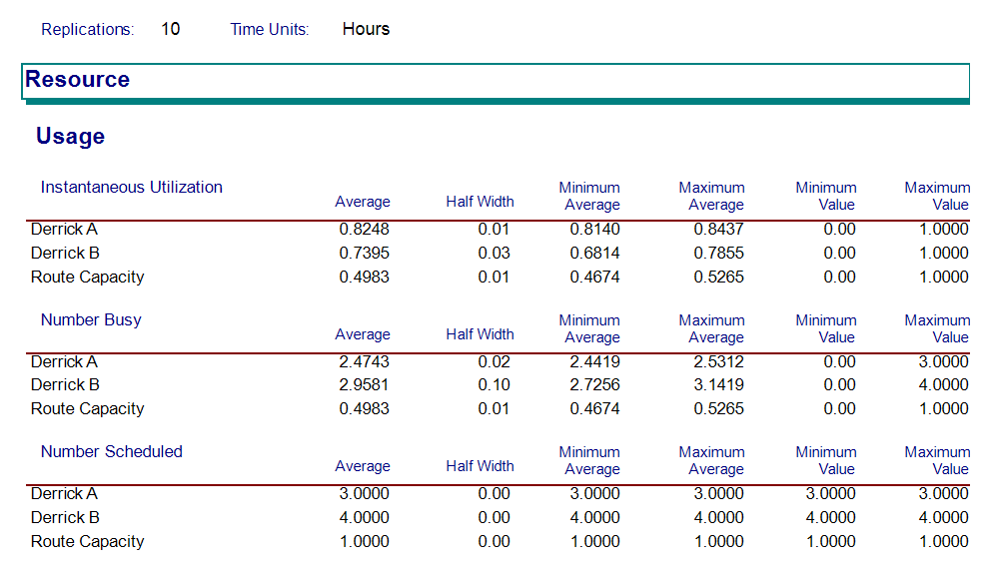 Replications: 10 Time Units: Hours
Resource
Usage
Instantaneous Utilization Average Half Width Minimum Average Maximum Average Minimum Value Maximum Value
Derrick A 0.8248 0.01 0.8140 0.8437 0.00 1.0000
Derrick B 0.7395 0.03 0.6814 0.7855 0.00 1.0000
Route Capacity 0.4983 0.01 0.4674 0.5265 0.00 1.0000
Number Busy Average Half Width Minimum Average Maximum Average Minimum Value Maximum Value
Derrick A 2.4743 0.02 2.4419 2.5312 0.00 3.0000
Derrick B 2.9581 0.10 2.7256 3.1419 0.00 4.0000
Route Capacity 0.4983 0.01 0.4674 0.5265 0.00 1.0000
Number Scheduled Average Half Width Minimum Average Maximum Average Minimum Value Maximum Value
Derrick A 3.0000 0.00 3.0000 3.0000 3.0000 3.0000
Derrick B 4.0000 0.00 4.0000 4.0000 4.0000 4.0000
Route Capacity 1.0000 0.00 1.0000 1.0000 1.0000 1.0000